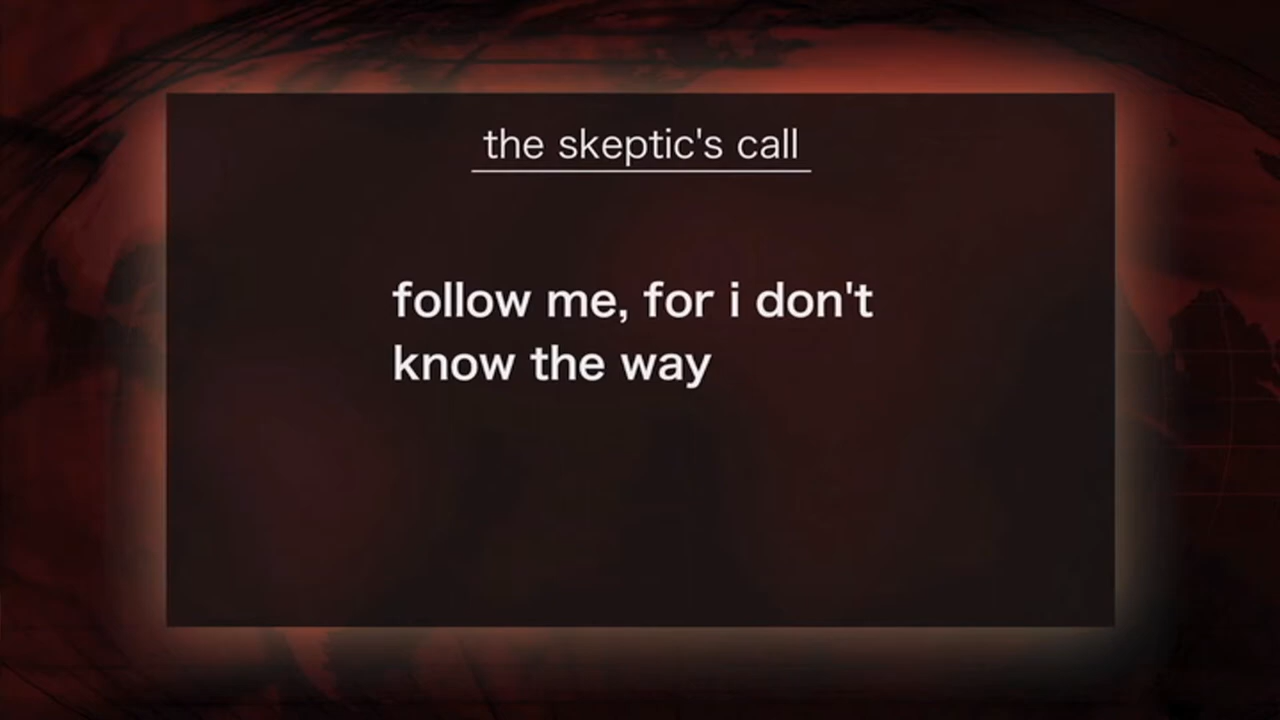 the skeptic's call
follow me, for i don't
know the way